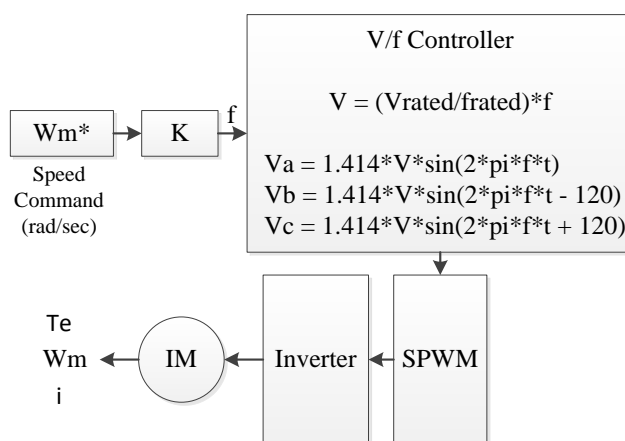 V/f Controller
V = (Vrated/frated)*f
Wm*
K
f
Speed
Command
(rad/sec)
Va = 1.414*V*sin(2*pi*f*t)
Vb = 1.414*V*sin(2*pi*f*t - 120)
Vc = 1.414*V*sin(2*pi*f*t + 120)
Te
Wm
i
IM
Inverter
SPWM